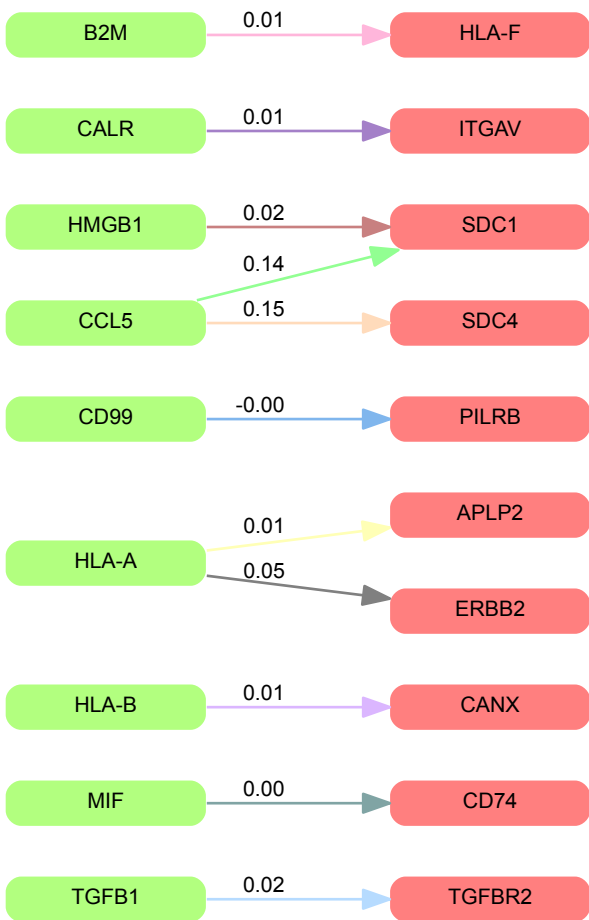 B2M 0.01 HLA-F
CALR 0.01 ITGAV
HMGB1 0.02 SDC1
0.14
CCL5 0.15 SDC4
CD99 -0.00 PILRB
0.01 APLP2
HLA-A 0.05
ERBB2
HLA-B 0.01 CANX
MIF 0.00 CD74
TGFB1 0.02 TGFBR2